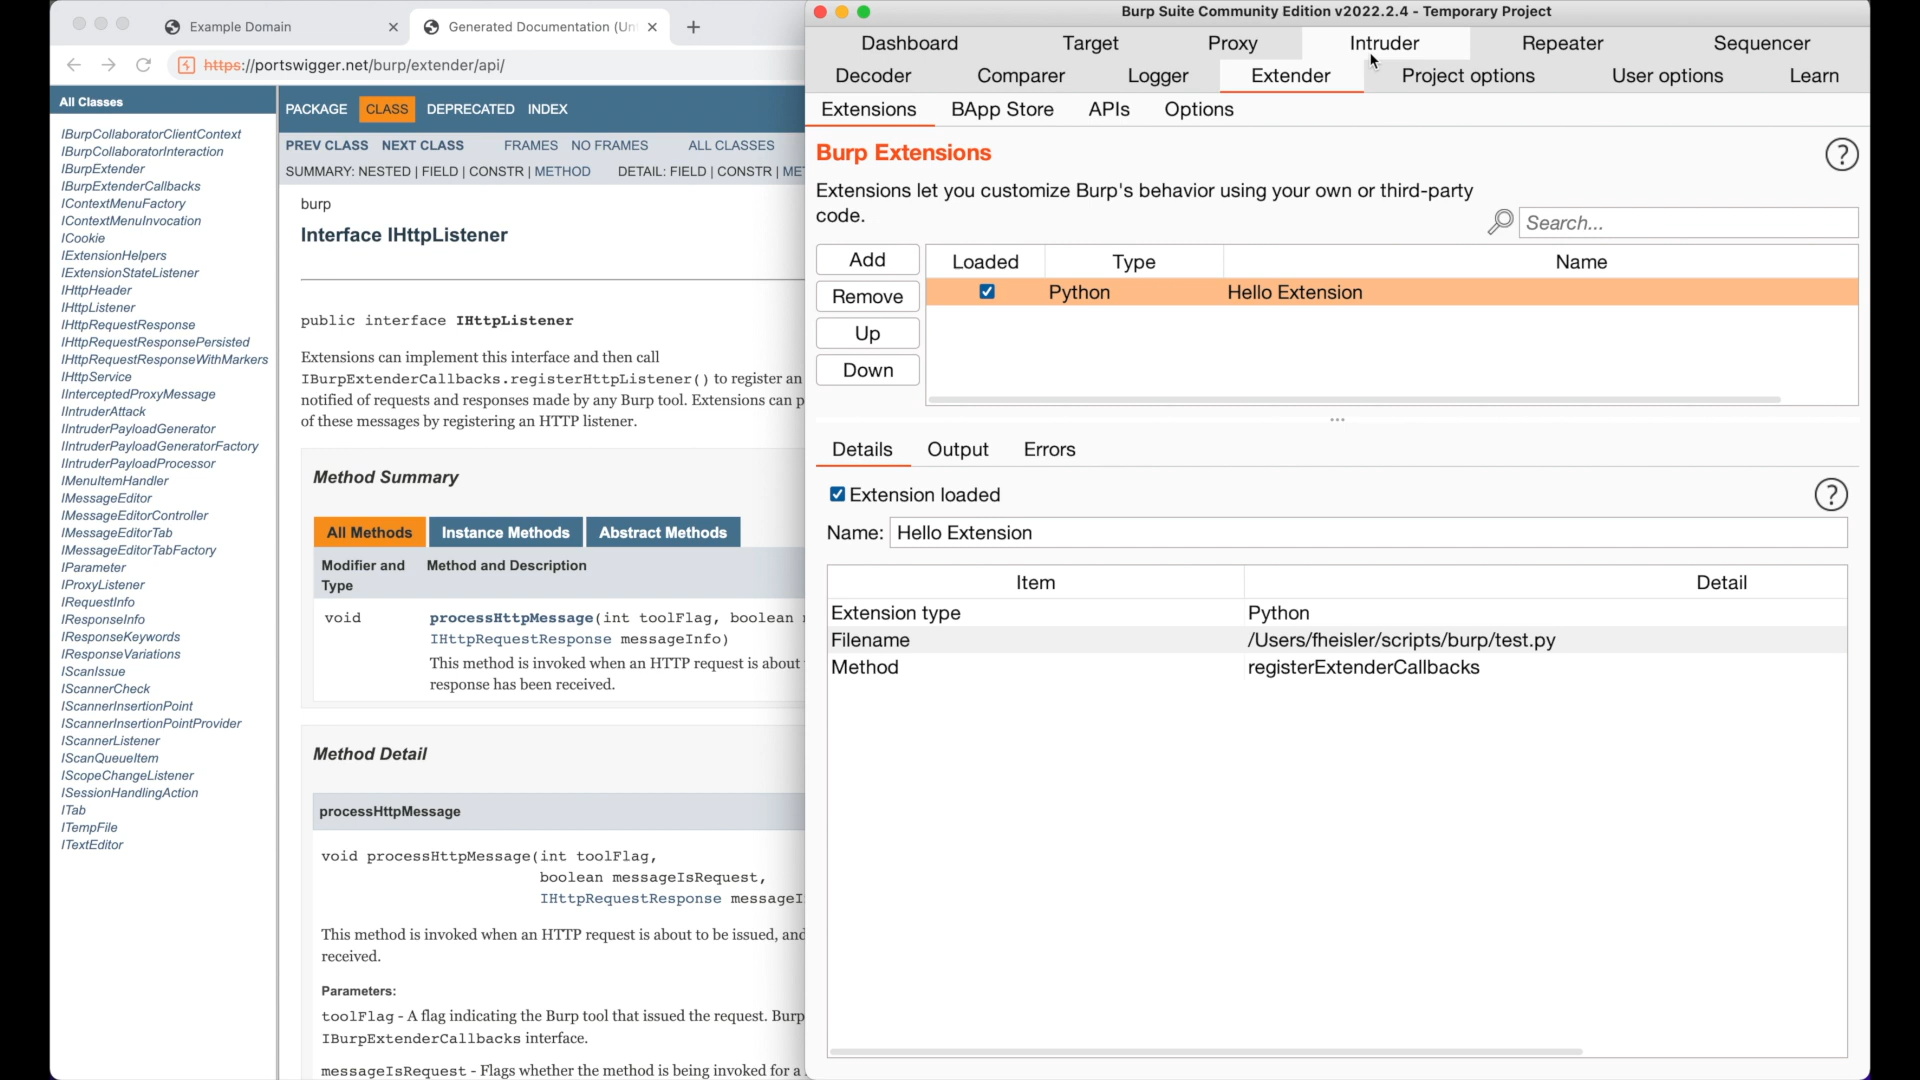 Example Domain
Generated Documentation (Un
https://portswigger.net/burp/extender/api/
All Classes
IBurpCollaboratorClientContext
IBurpCollaboratorInteraction
IBurpExtender
IBurpExtenderCallbacks
IContextMenuFactory
IContextMenuInvocation
ICookie
IExtensionHelpers
IExtensionStateListener
IHttpHeader
IHttpListener
IHttpRequestResponse
IHttpRequestResponsePersisted
IHttpRequestResponseWithMarkers
IHttpService
IInterceptedProxyMessage
IIntruderAttack
IIntruderPayloadGenerator
IIntruderPayloadGeneratorFactory
IIntruderPayloadProcessor
IMenuItemHandler
IMessageEditor
IMessageEditorController
IMessageEditorTab
IMessageEditorTabFactory
IParameter
IProxyListener
IRequestInfo
IResponseInfo
IResponseKeywords
IResponseVariations
IScanIssue
IScannerCheck
IScannerInsertionPoint
IScannerInsertionPointProvider
IScannerListener
IScanQueueItem
IScopeChangeListener
ISessionHandlingAction
ITab
ITempFile
ITextEditor
PACKAGE CLASS DEPRECATED INDEX
PREV CLASS NEXT CLASS FRAMES NO FRAMES ALL CLASSES
SUMMARY: NESTED | FIELD | CONSTR | METHOD DETAIL: FIELD | CONSTR | ME
burp
Interface IHttpListener
public interface IHttpListener
Extensions can implement this interface and then call
IBurpExtenderCallbacks.registerHttpListener() to register an
notified of requests and responses made by any Burp tool. Extensions can p
of these messages by registering an HTTP listener.
Method Summary
All Methods Instance Methods Abstract Methods
Modifier and Type Method and Description
void processHttpMessage(int toolFlag, boolean
IHttpRequestResponse messageInfo)
This method is invoked when an HTTP request is about
response has been received.
Method Detail
processHttpMessage
void processHttpMessage(int toolFlag,
boolean messageIsRequest,
IHttpRequestResponse messageI
This method is invoked when an HTTP request is about to be issued, and
received.
Parameters:
toolFlag - A flag indicating the Burp tool that issued the request. Burp
IBurpExtenderCallbacks interface.
messageIsRequest - Flags whether the method is being invoked for a
Burp Suite Community Edition v2022.2.4 - Temporary Project
Dashboard Target Proxy Intruder Repeater Sequencer
Decoder Comparer Logger Extender Project options User options Learn
Extensions BApp Store APIs Options
Burp Extensions
?
Extensions let you customize Burp's behavior using your own or third-party
code.
Search...
Add
Remove
Up
Down
Loaded Type Name
Python Hello Extension
Details Output Errors
Extension loaded
?
Name: Hello Extension
Item Detail
Extension type Python
Filename /Users/fheisler/scripts/burp/test.py
Method registerExtenderCallbacks